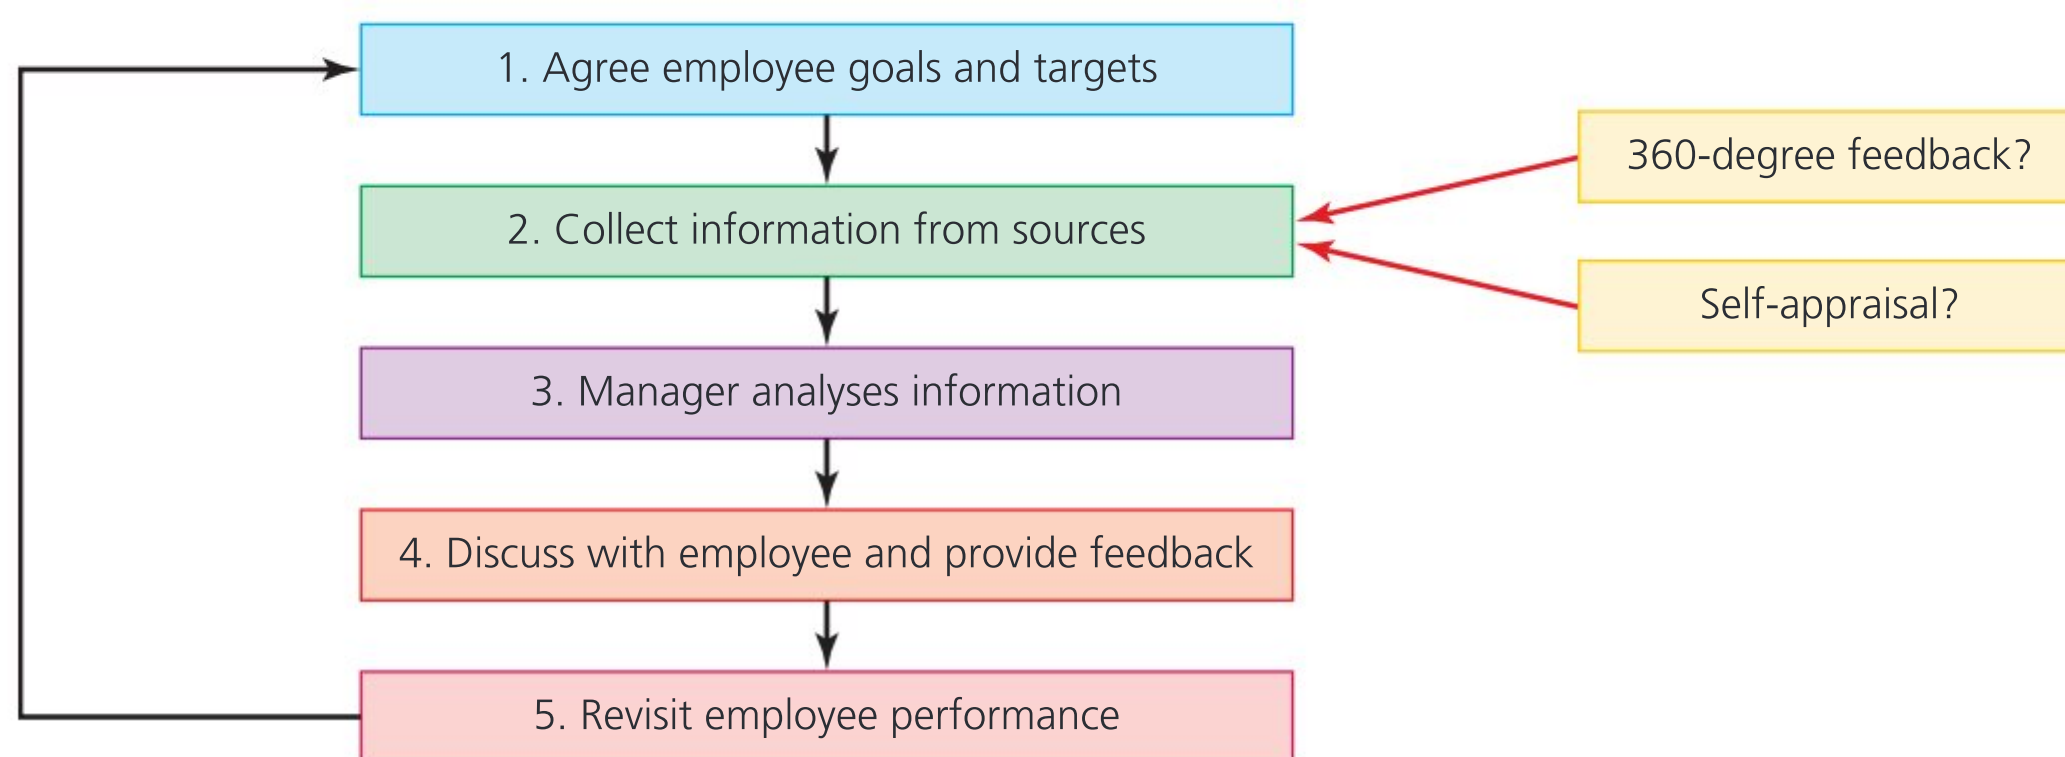 1. Agree employee goals and targets
360-degree feedback?
2. Collect information from sources
Self-appraisal?
3. Manager analyses information
4. Discuss with employee and provide feedback
5. Revisit employee performance